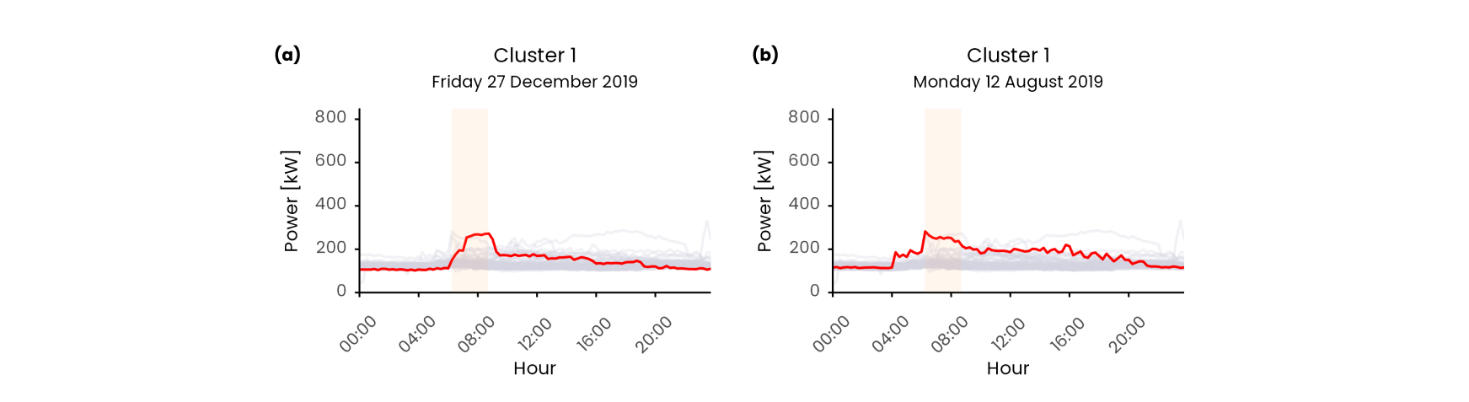 (a)
Cluster 1
Friday 27 December 2019
800
600
400
200
0
Power [kW]
00:00
04:00
08:00
12:00
16:00
20:00
Hour
(b)
Cluster 1
Monday 12 August 2019
800
600
400
200
0
Power [kW]
00:00
04:00
08:00
12:00
16:00
20:00
Hour